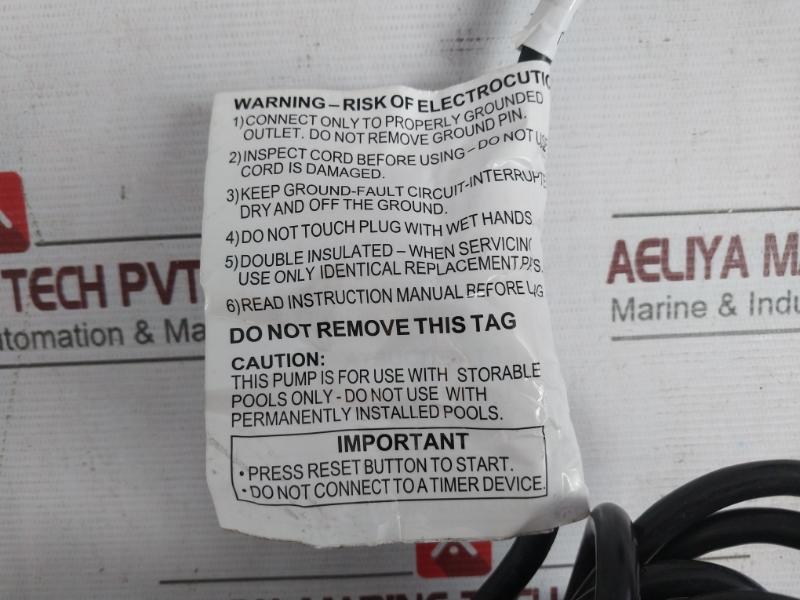 WARNING – RISK OF ELECTROCUTIO
1)CONNECT ONLY TO PROPERLY GROUNDED
OUTLET. DO NOT REMOVE GROUND PIN.
2)INSPECT CORD BEFORE USING – DO NOT USE
CORD IS DAMAGED.
3)KEEP GROUND-FAULT CIRCUIT-INTERRUPTE
DRY AND OFF THE GROUND.
4)DO NOT TOUCH PLUG WITH WET HANDS
5)DOUBLE INSULATED – WHEN SERVICING
USE ONLY IDENTICAL REPLACEMENT
6)READ INSTRUCTION MANUAL BEFORE
DO NOT REMOVE THIS TAG
CAUTION:
THIS PUMP IS FOR USE WITH STORABLE
POOLS ONLY - DO NOT USE WITH
PERMANENTLY INSTALLED POOLS.
IMPORTANT
• PRESS RESET BUTTON TO START.
• DO NOT CONNECT TO A TIMER DEVICE.
TECH PVT
utomation & Ma
AELIYA MA
Marine & Indu